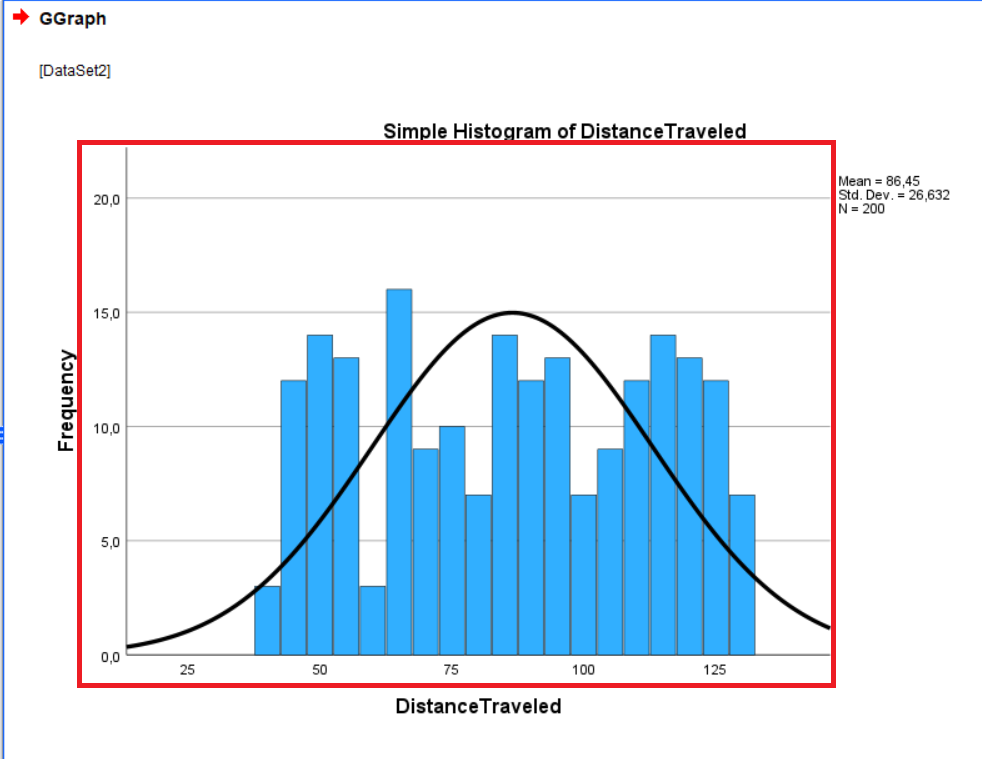 GGraph
[DataSet2]
Simple Histogram of DistanceTraveled
Mean = 86,45
Std. Dev. = 26,632
N = 200
Frequency
20,0
15,0
10,0
5,0
0,0
25 50 75 100 125
DistanceTraveled